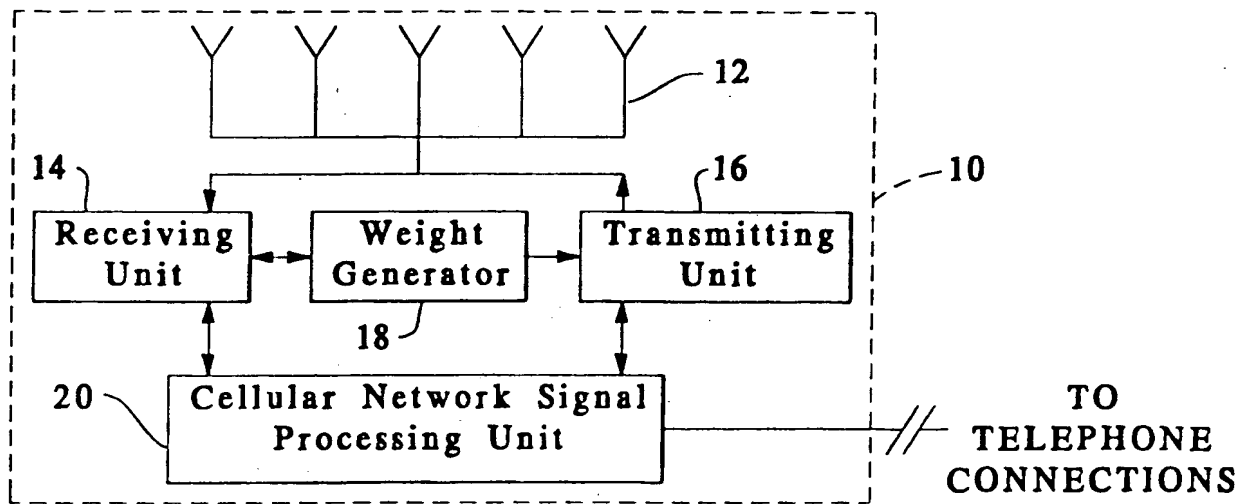 12
14
16
10
Receiving
Unit
Weight
Generator
Transmitting
Unit
18
20
Cellular Network Signal
Processing Unit
TO
TELEPHONE
CONNECTIONS